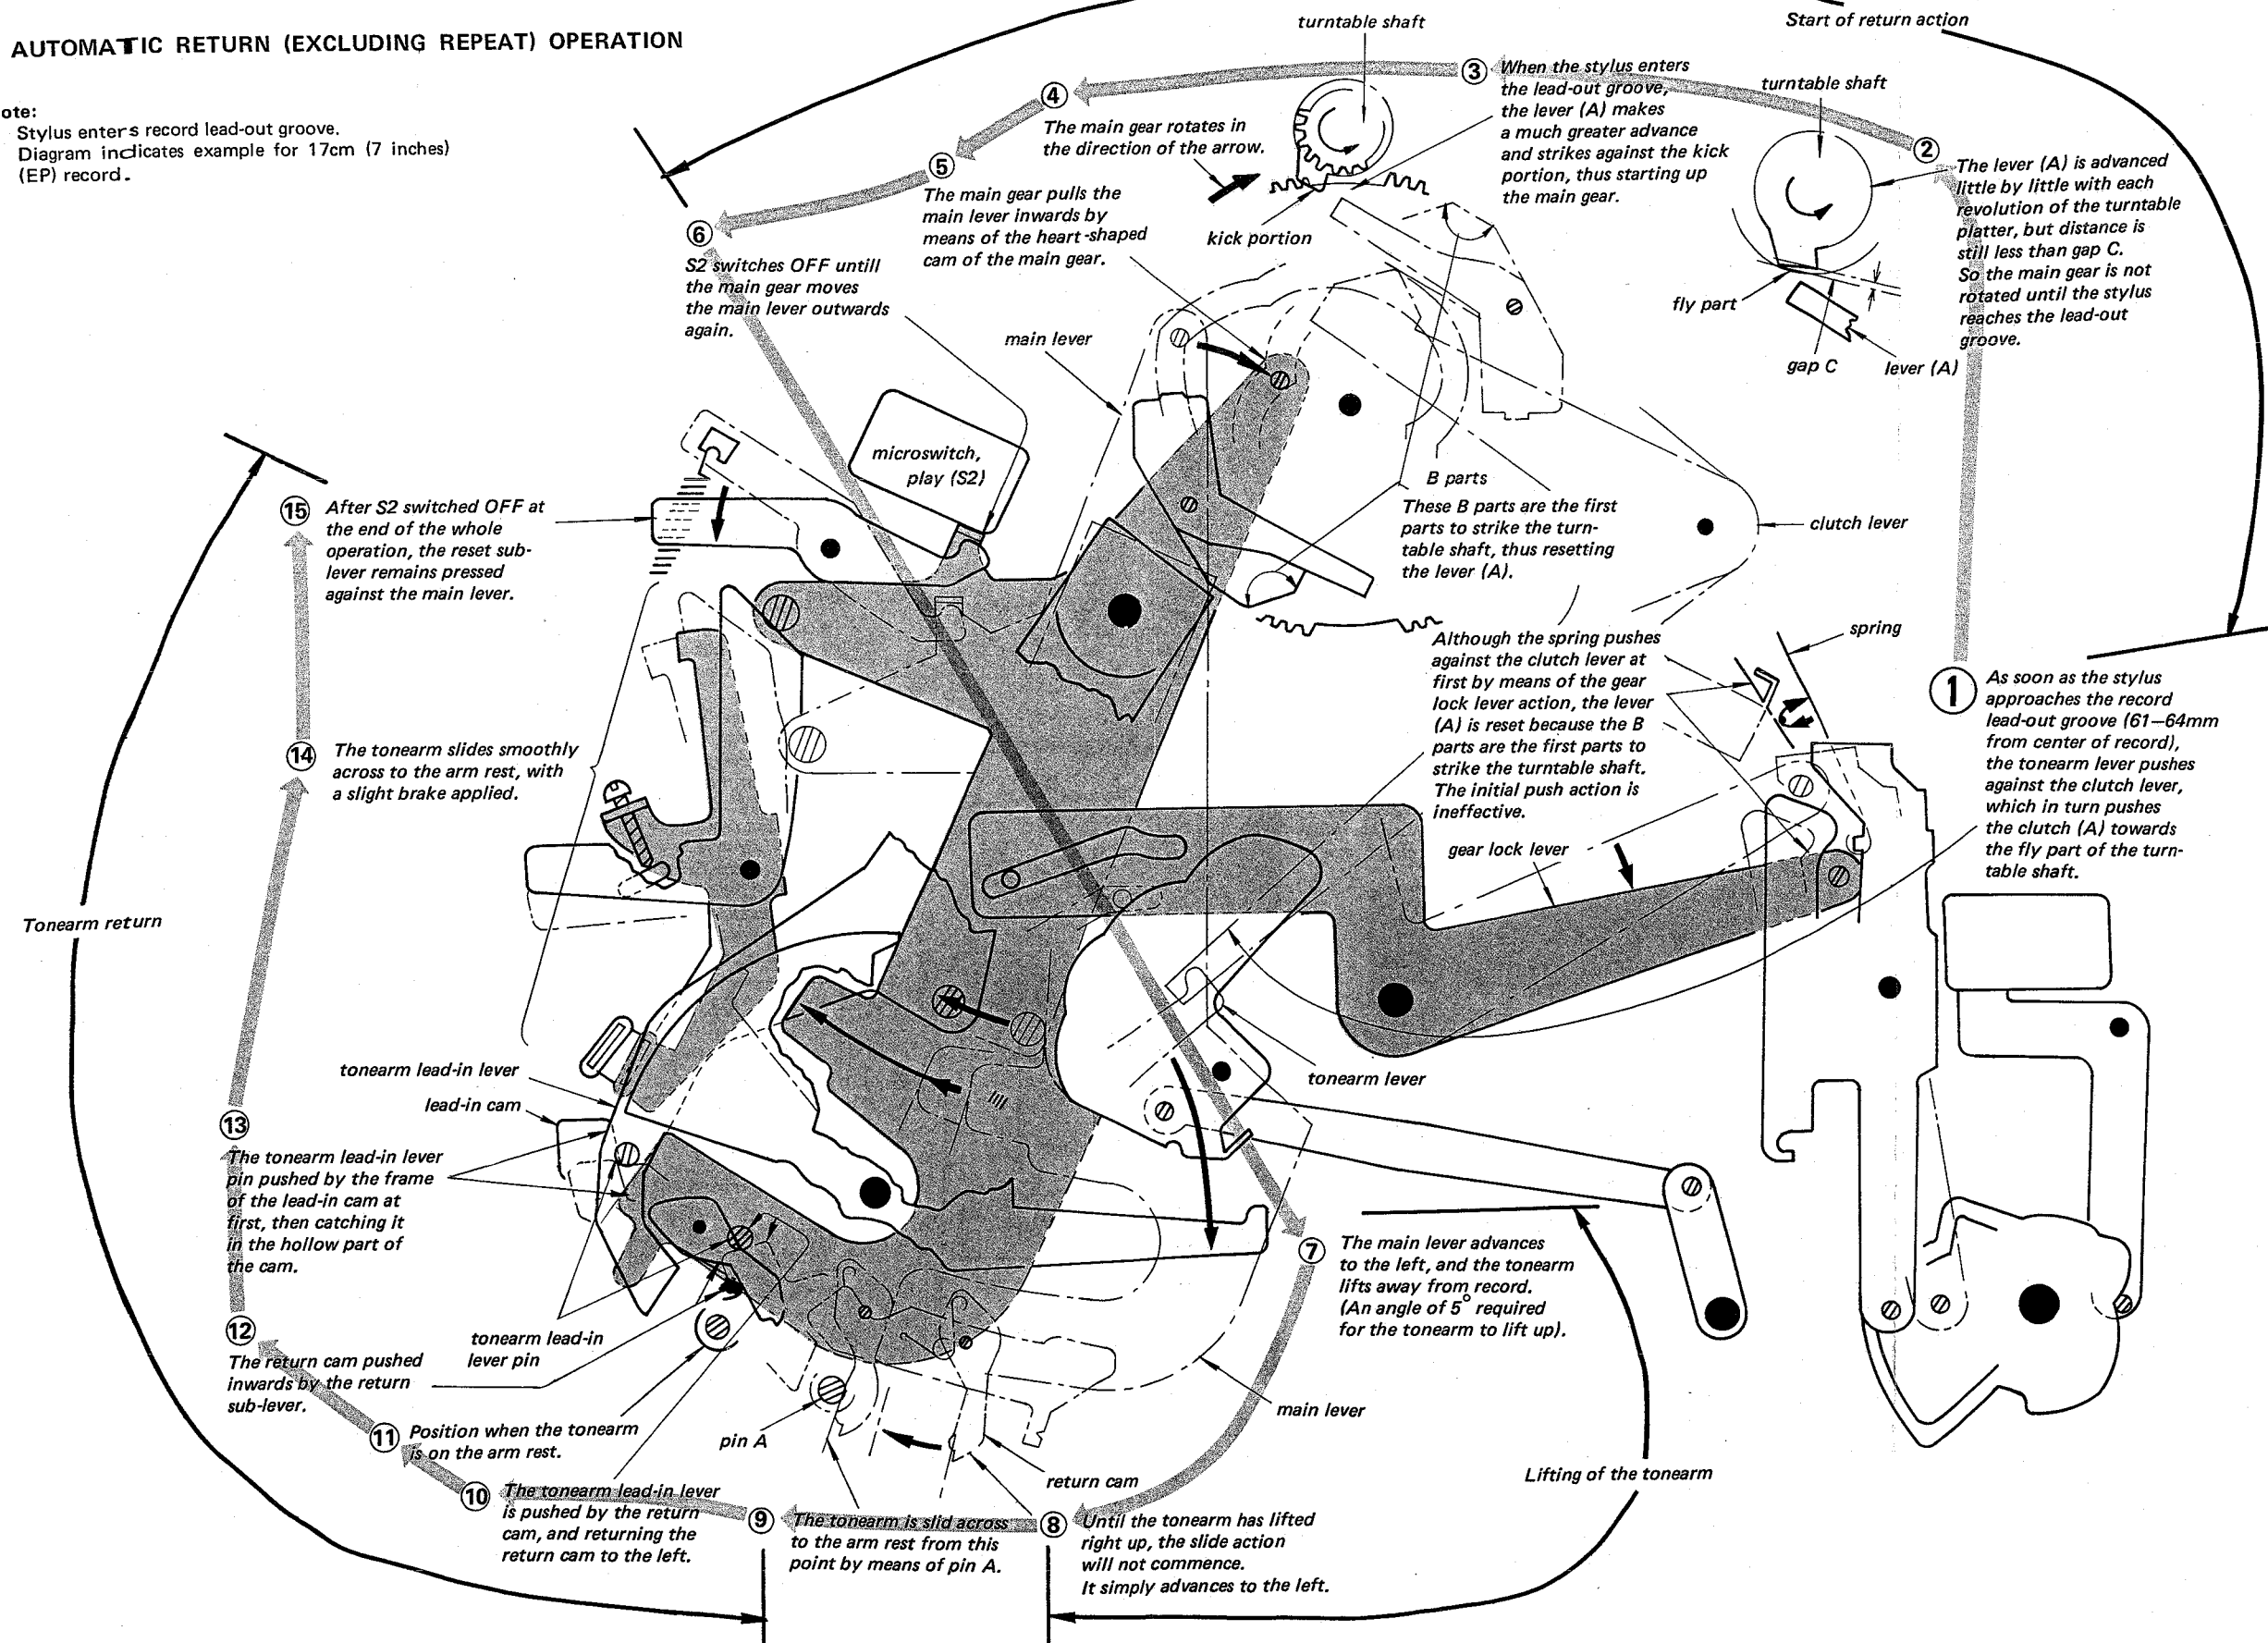 AUTOMATIC RETURN (EXCLUDING REPEAT) OPERATION
ote:
Stylus enters record lead-out groove.
Diagram indicates example for 17cm (7 inches)
(EP) record.
Start of return action
1
As soon as the stylus
approaches the record
lead-out groove (61—64mm
from center of record),
the tonearm lever pushes
against the clutch lever,
which in turn pushes
the clutch (A) towards
the fly part of the turn-
table shaft.
2
The lever (A) is advanced
little by little with each
revolution of the turntable
platter, but distance is
still less than gap C.
So the main gear is not
rotated until the stylus
reaches the lead-out
groove.
turntable shaft
fly part
gap C
lever (A)
3
When the stylus enters
the lead-out groove,
the lever (A) makes
a much greater advance
and strikes against the kick
portion, thus starting up
the main gear.
turntable shaft
kick portion
4
The main gear rotates in
the direction of the arrow.
5
The main gear pulls the
main lever inwards by
means of the heart-shaped
cam of the main gear.
6
S2 switches OFF untill
the main gear moves
the main lever outwards
again.
main lever
microswitch,
play (S2)
B parts
These B parts are the first
parts to strike the turn-
table shaft, thus resetting
the lever (A).
clutch lever
Although the spring pushes
against the clutch lever at
first by means of the gear
lock lever action, the lever
(A) is reset because the B
parts are the first parts to
strike the turntable shaft.
The initial push action is
ineffective.
spring
gear lock lever
tonearm lever
7
The main lever advances
to the left, and the tonearm
lifts away from record.
(An angle of 5° required
for the tonearm to lift up).
main lever
Lifting of the tonearm
8
Until the tonearm has lifted
right up, the slide action
will not commence.
It simply advances to the left.
return cam
pin A
9
The tonearm is slid across
to the arm rest from this
point by means of pin A.
10
The tonearm lead-in lever
is pushed by the return
cam, and returning the
return cam to the left.
11
Position when the tonearm
is on the arm rest.
12
The return cam pushed
inwards by the return
sub-lever.
tonearm lead-in
lever pin
13
The tonearm lead-in lever
pin pushed by the frame
of the lead-in cam at
first, then catching it
in the hollow part of
the cam.
tonearm lead-in lever
lead-in cam
14
The tonearm slides smoothly
across to the arm rest, with
a slight brake applied.
15
After S2 switched OFF at
the end of the whole
operation, the reset sub-
lever remains pressed
against the main lever.
Tonearm return